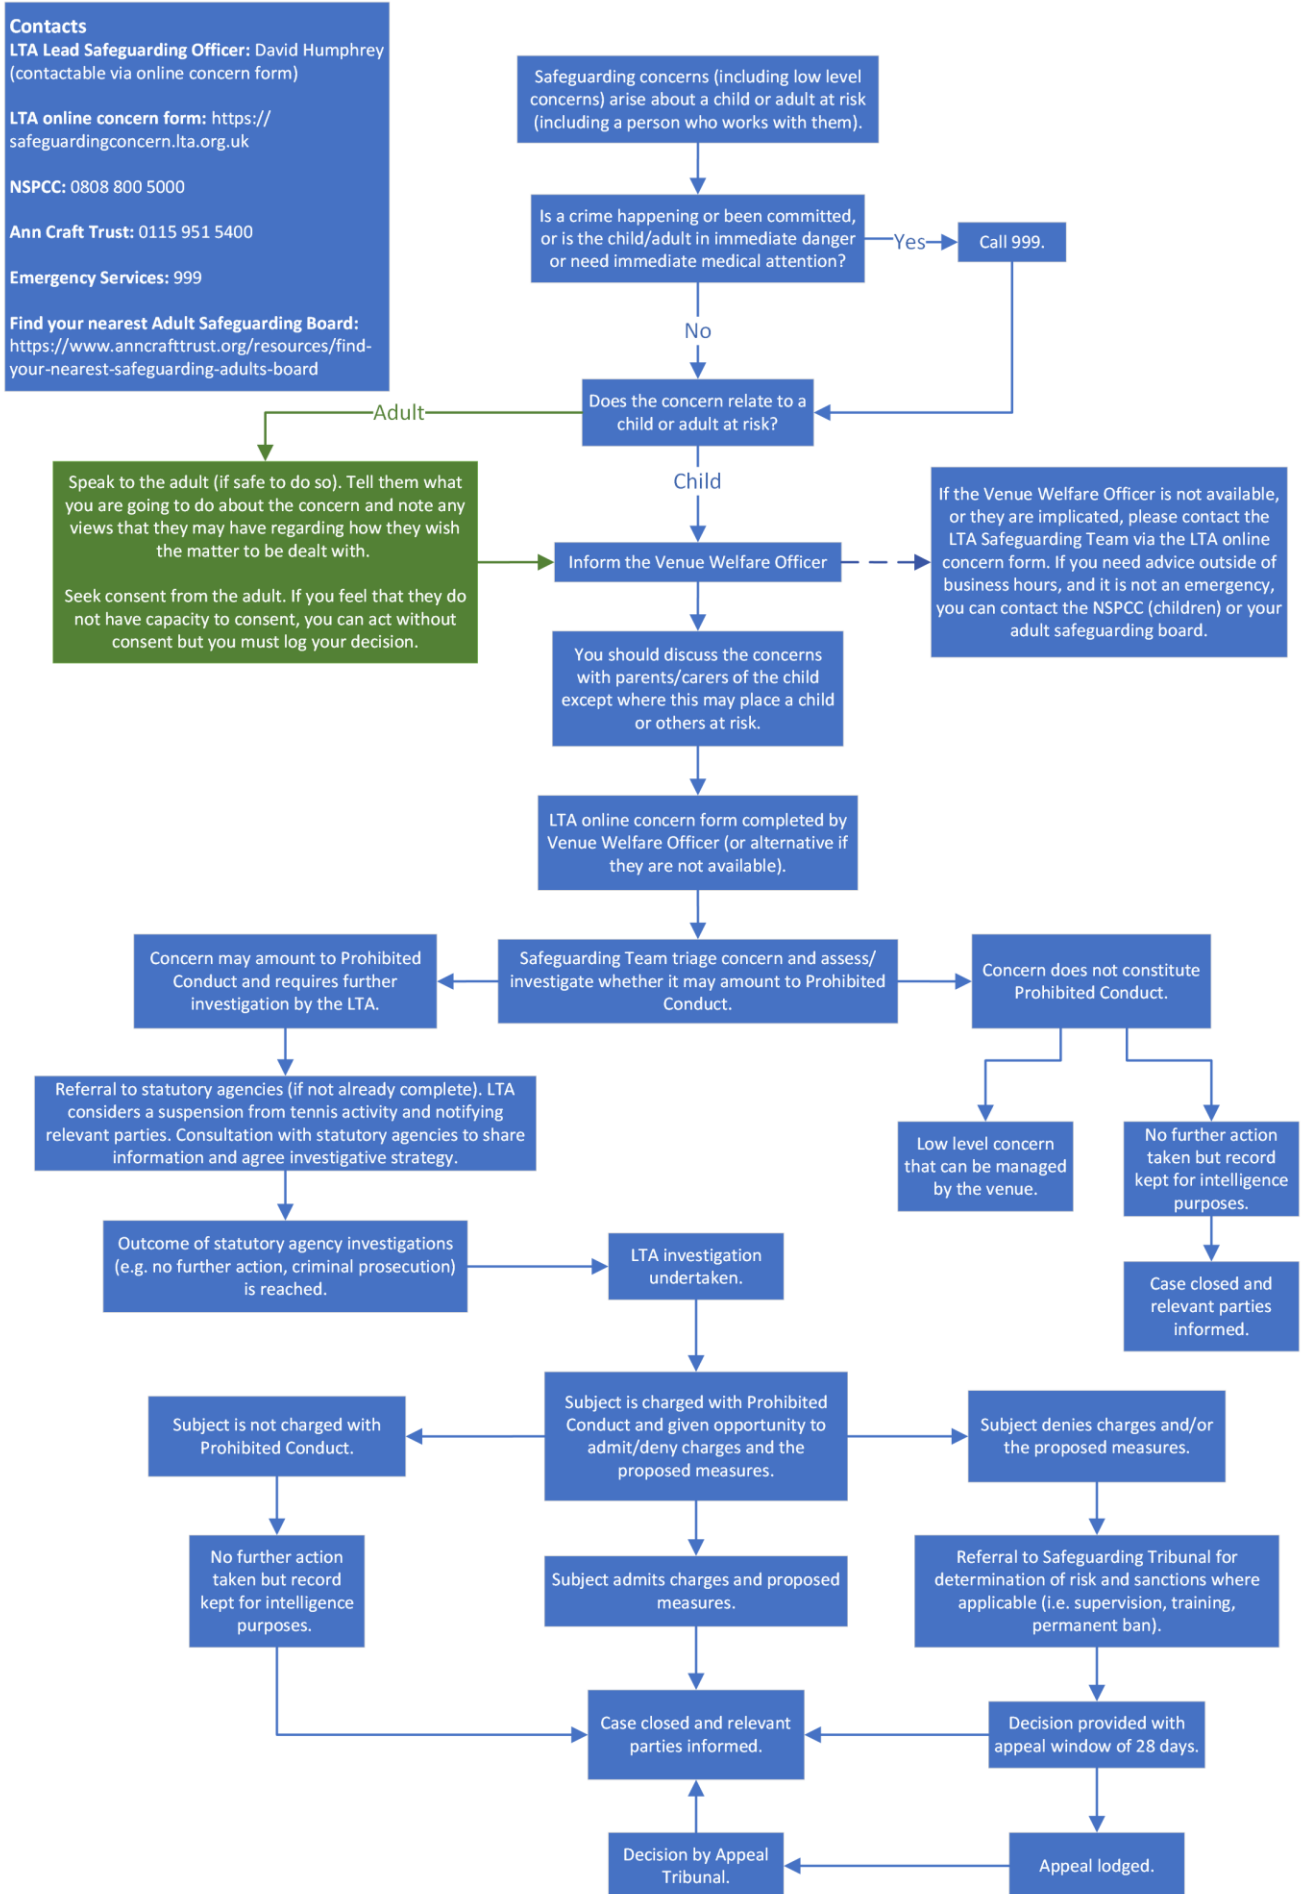 Contacts
LTA Lead Safeguarding Officer: David Humphrey
(contactable via online concern form)
LTA online concern form: https://
safeguardingconcern.lta.org.uk
NSPCC: 0808 800 5000
Ann Craft Trust: 0115 951 5400
Emergency Services: 999
Find your nearest Adult Safeguarding Board:
https://www.anncrafttrust.org/resources/find-
your-nearest-safeguarding-adults-board
Safeguarding concerns (including low level
concerns) arise about a child or adult at risk
(including a person who works with them).
Is a crime happening or been committed,
or is the child/adult in immediate danger
or need immediate medical attention?
Yes
Call 999.
No
Does the concern relate to a
child or adult at risk?
Adult
Child
Speak to the adult (if safe to do so). Tell them what
you are going to do about the concern and note any
views that they may have regarding how they wish
the matter to be dealt with.
Seek consent from the adult. If you feel that they do
not have capacity to consent, you can act without
consent but you must log your decision.
Inform the Venue Welfare Officer
If the Venue Welfare Officer is not available,
or they are implicated, please contact the
LTA Safeguarding Team via the LTA online
concern form. If you need advice outside of
business hours, and it is not an emergency,
you can contact the NSPCC (children) or your
adult safeguarding board.
You should discuss the concerns
with parents/carers of the child
except where this may place a child
or others at risk.
LTA online concern form completed by
Venue Welfare Officer (or alternative if
they are not available).
Concern may amount to Prohibited
Conduct and requires further
investigation by the LTA.
Safeguarding Team triage concern and assess/
investigate whether it may amount to Prohibited
Conduct.
Concern does not constitute
Prohibited Conduct.
Referral to statutory agencies (if not already complete). LTA
considers a suspension from tennis activity and notifying
relevant parties. Consultation with statutory agencies to share
information and agree investigative strategy.
Low level concern
that can be managed
by the venue.
No further action
taken but record
kept for intelligence
purposes.
Outcome of statutory agency investigations
(e.g. no further action, criminal prosecution)
is reached.
LTA investigation
undertaken.
Case closed and
relevant parties
informed.
Subject is not charged with
Prohibited Conduct.
Subject is charged with Prohibited
Conduct and given opportunity to
admit/deny charges and the
proposed measures.
Subject denies charges and/or
the proposed measures.
No further action
taken but record
kept for intelligence
purposes.
Subject admits charges and proposed
measures.
Referral to Safeguarding Tribunal for
determination of risk and sanctions where
applicable (i.e. supervision, training,
permanent ban).
Case closed and relevant
parties informed.
Decision provided with
appeal window of 28 days.
Decision by Appeal
Tribunal.
Appeal lodged.